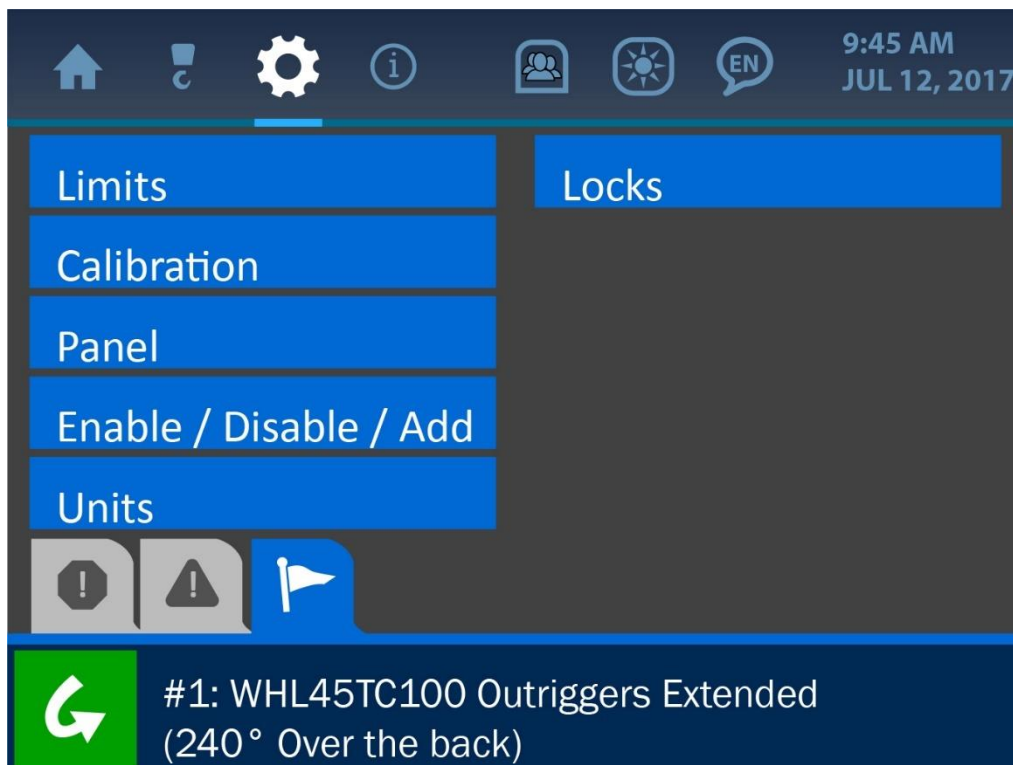 i
EN
9:45 AM
JUL 12, 2017
Limits
Locks
Calibration
Panel
Enable / Disable / Add
Units
!
!
#1: WHL45TC100 Outriggers Extended
(240° Over the back)